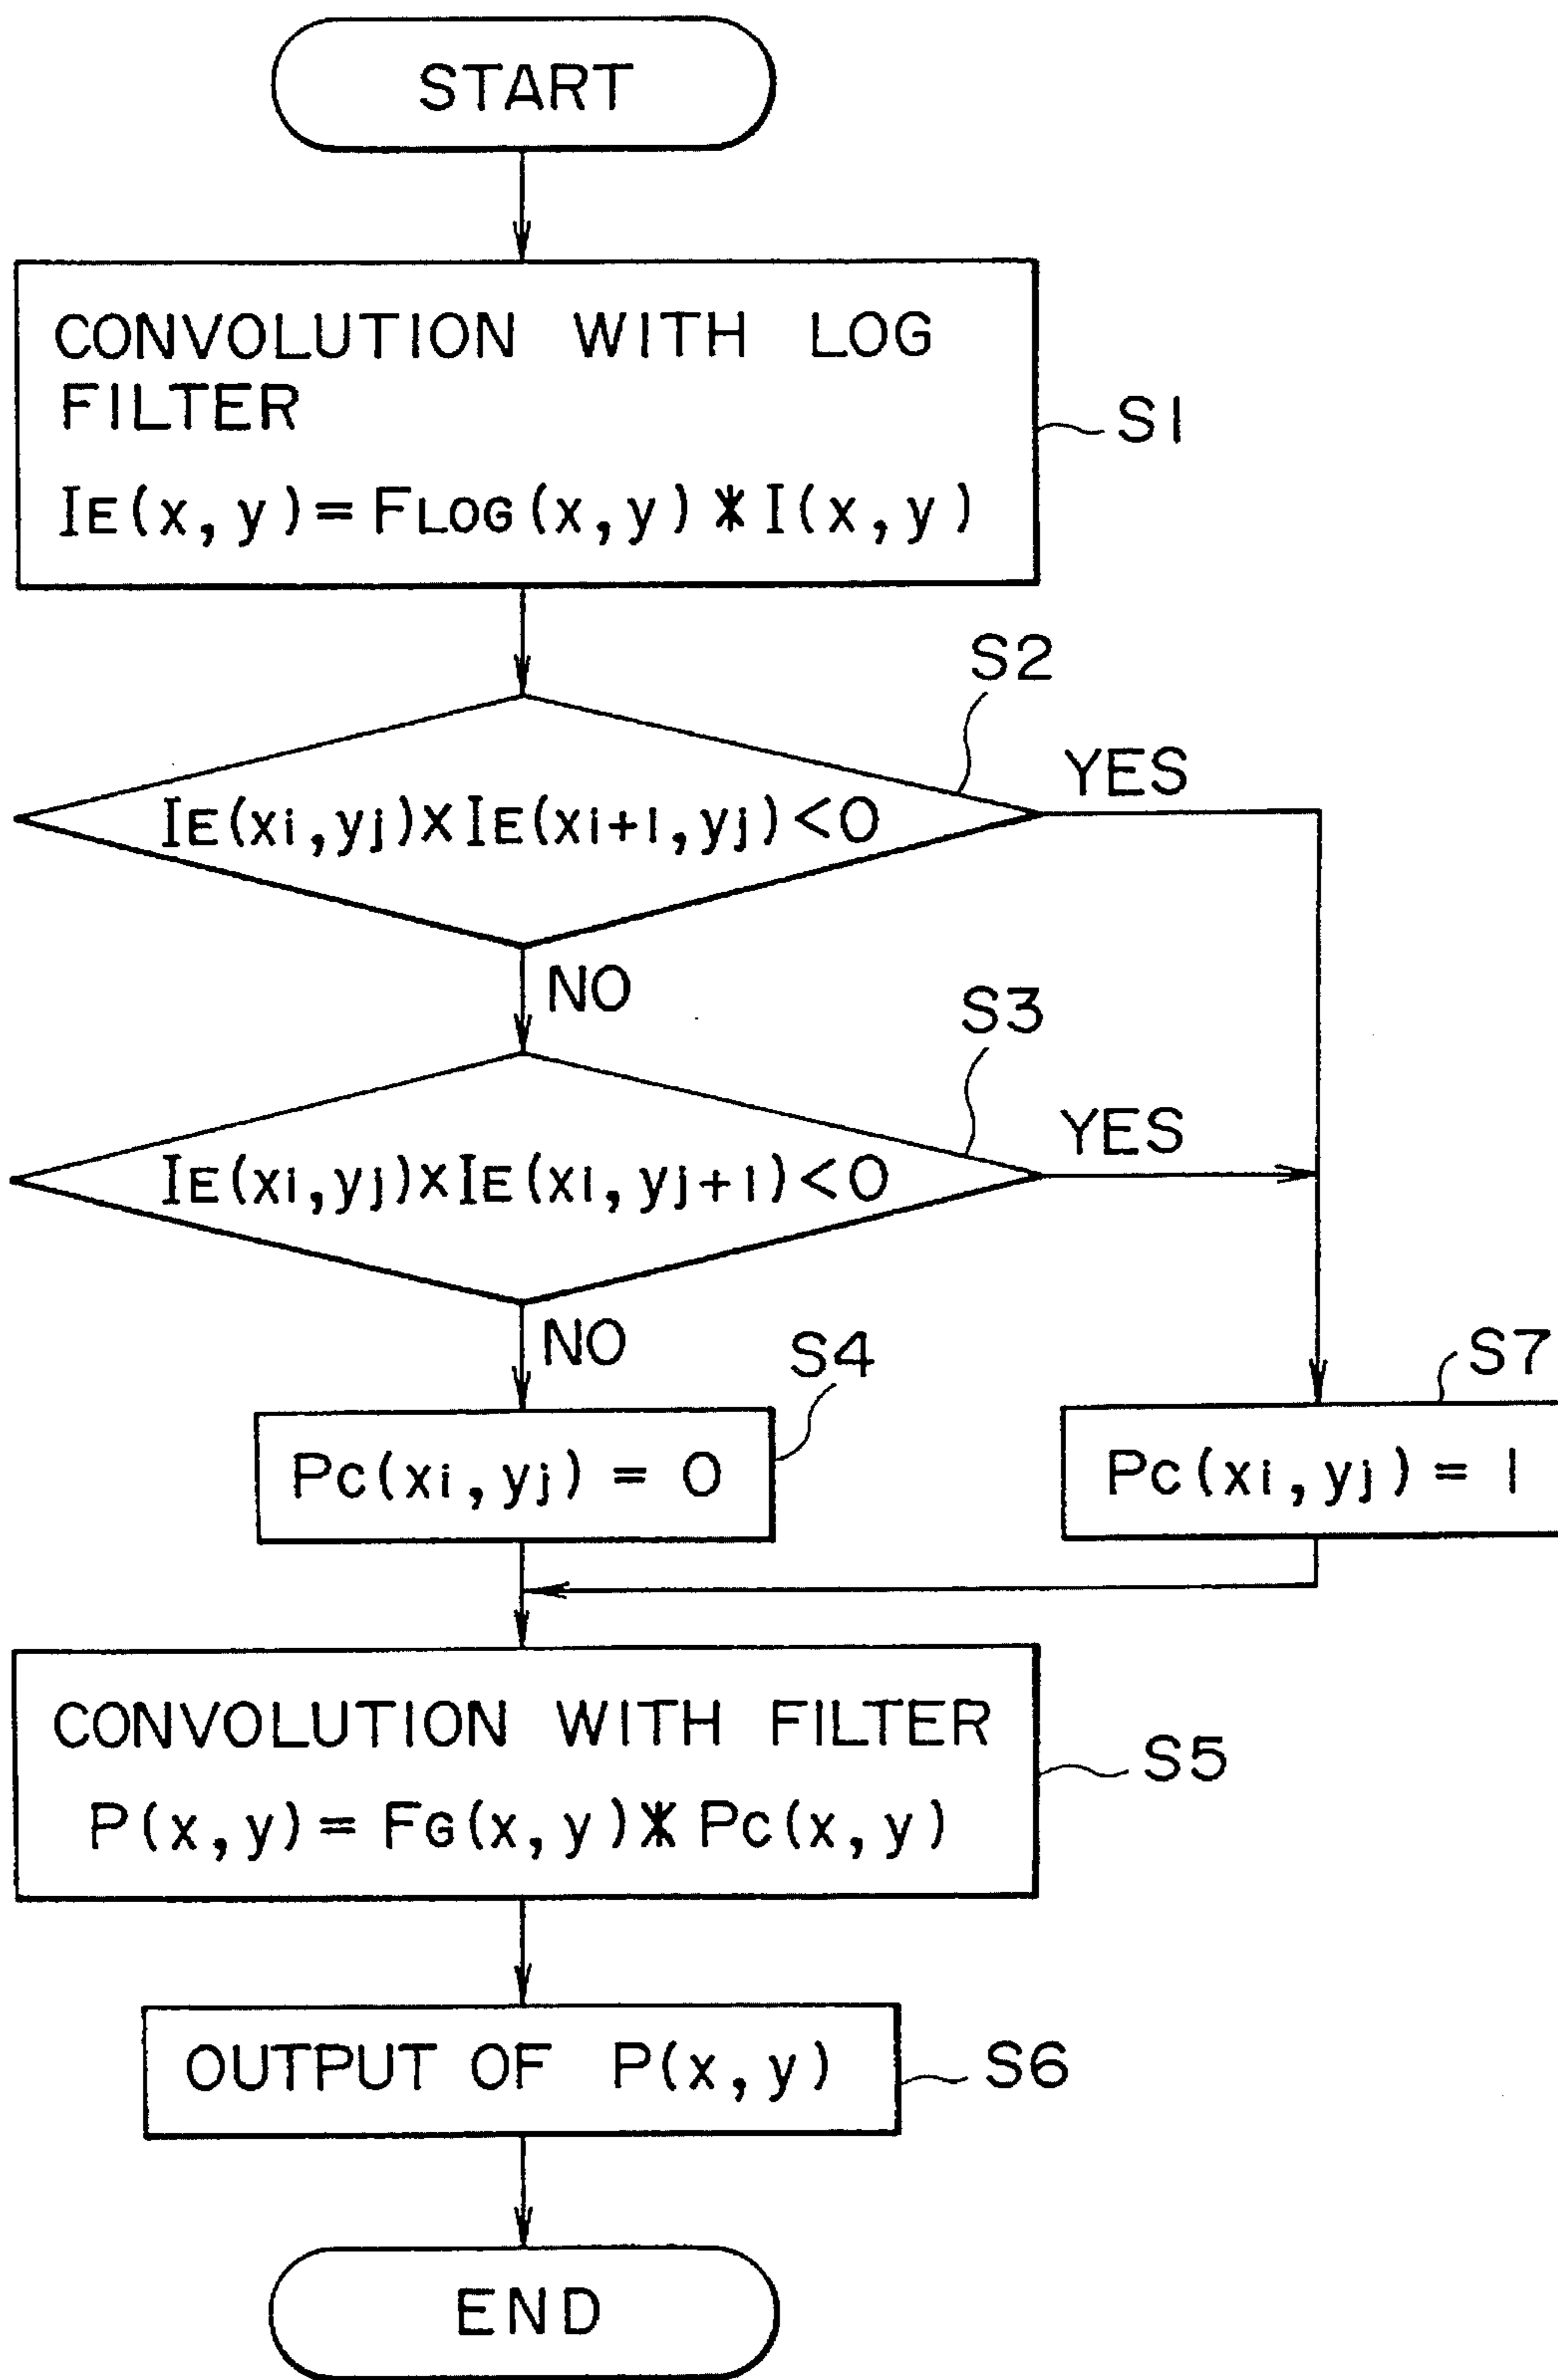 START
CONVOLUTION WITH LOG
FILTER
IE(x,y)=FLOG(x,y)*I(x,y)
S1
S2
IE(xi,yj)xIE(xi+1,yj)<0
YES
NO
S3
IE(xi,yj)xIE(xi,yj+1)<0
YES
NO
S4
Pc(xi,yj) = 0
S7
Pc(xi,yj) = 1
CONVOLUTION WITH FILTER
P(x,y)=FG(x,y)*Pc(x,y)
S5
OUTPUT OF P(x,y)
S6
END